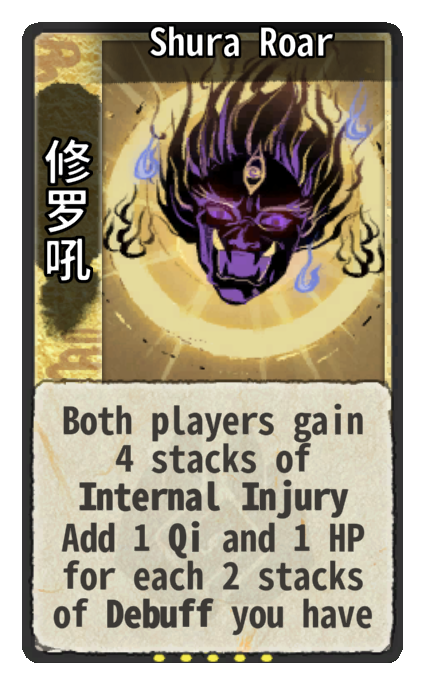 Shura Roar
修罗吼
Both players gain
4 stacks of
Internal Injury
Add 1 Qi and 1 HP
for each 2 stacks
of Debuff you have